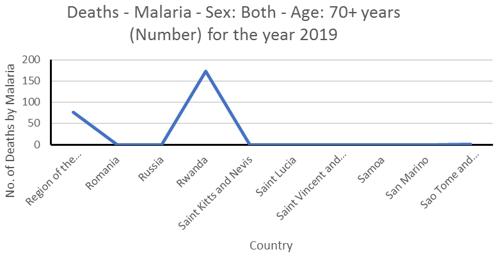 Deaths - Malaria - Sex: Both - Age: 70+ years
(Number) for the year 2019
No. of Deaths by Malaria
200
150
100
50
0
Region of the...
Romania
Russia
Rwanda
Saint Kitts and Nevis
Saint Lucia
Saint Vincent and...
Samoa
San Marino
Sao Tome and...
Country